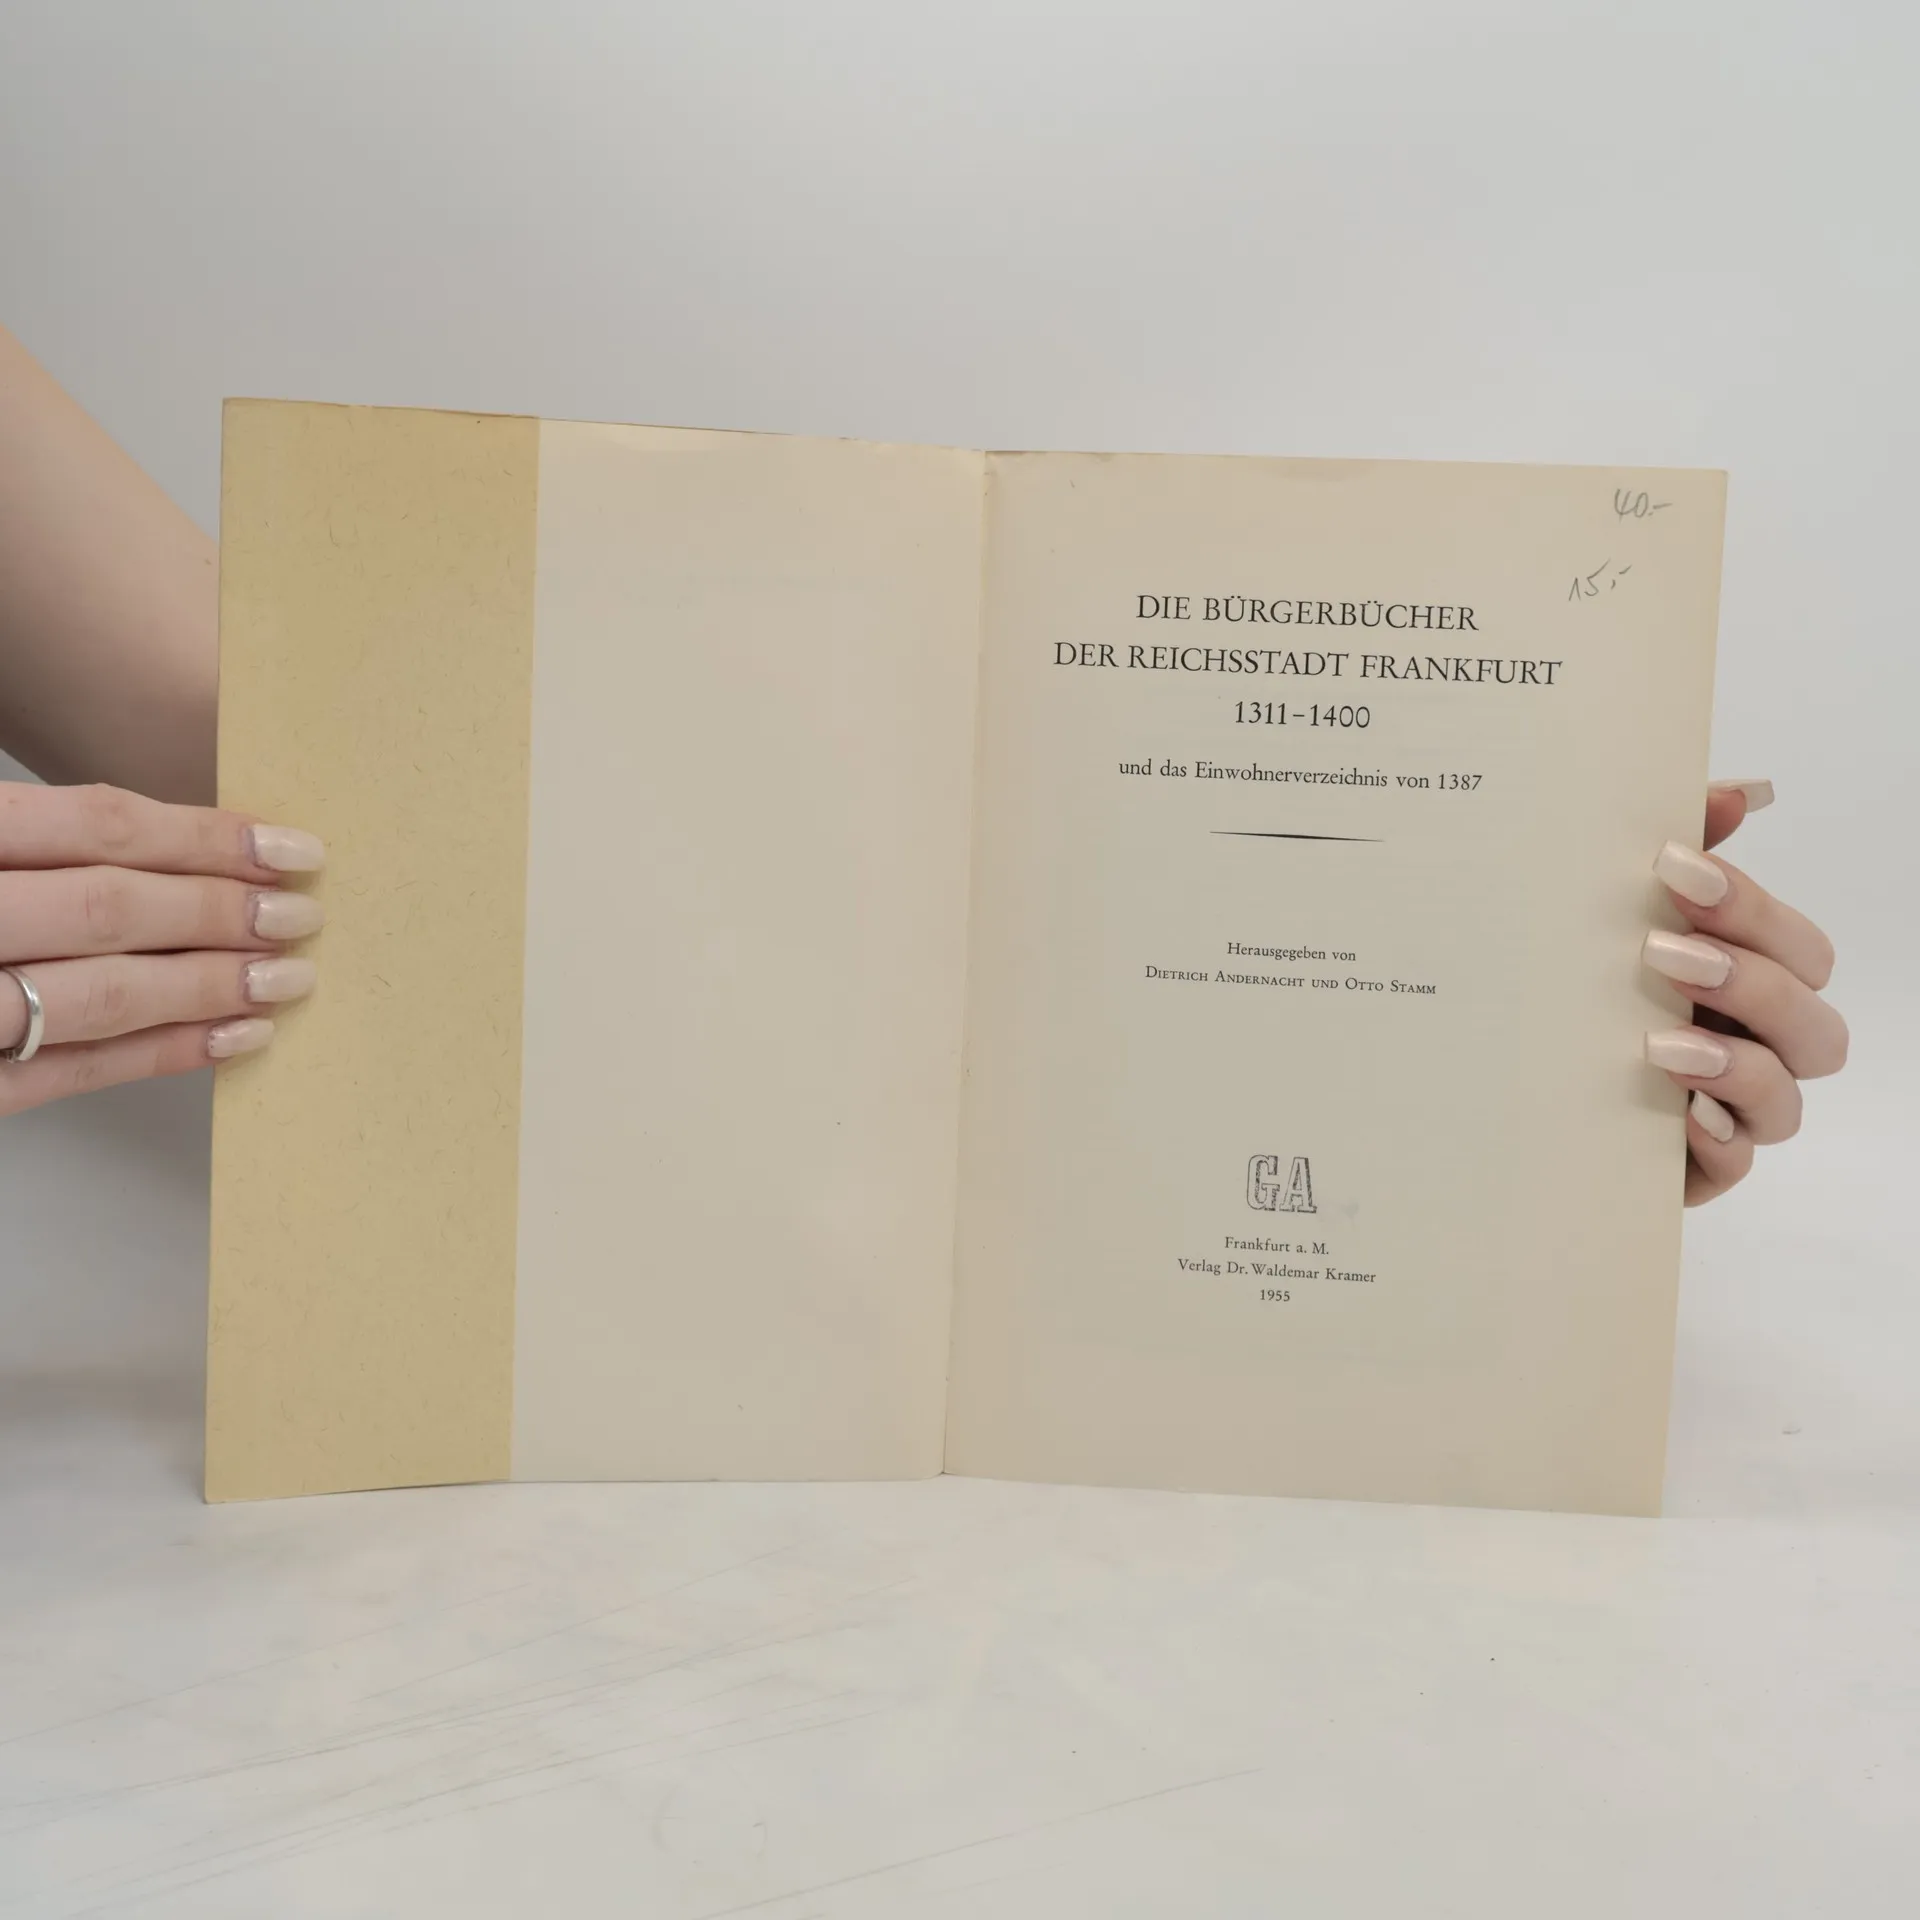 40.-
15,-
DIE BÜRGERBÜCHER
DER REICHSSTADT FRANKFURT
1311-1400
und das Einwohnerverzeichnis von 1387
Herausgegeben von
DIETRICH ANDERNACHT UND OTTO STAMM
GA
Frankfurt a. M.
Verlag Dr. Waldemar Kramer
1955